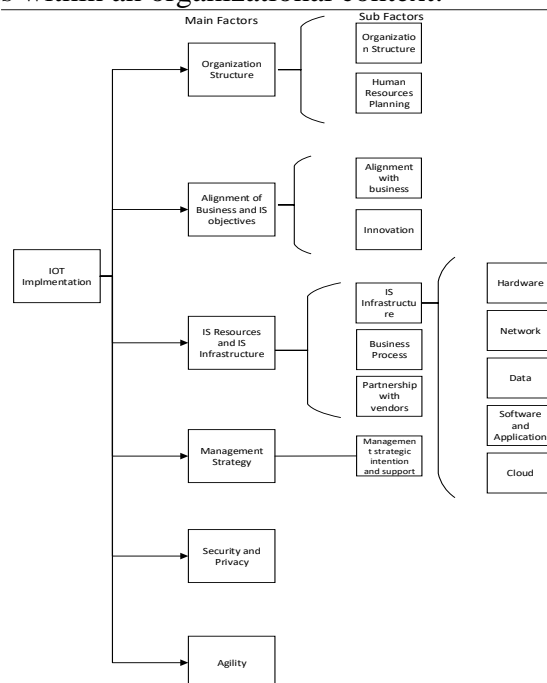 s within an organizational context.
Main Factors
Sub Factors
Organization
Structure
Organizatio
n Structure
Human
Resources
Planning
Alignment of
Business and IS
objectives
Alignment
with
business
Innovation
IOT
Implmentation
IS Resources
and IS
Infrastructure
IS
Infrastructu
re
Business
Process
Partnership
with
vendors
Hardware
Network
Data
Software
and
Application
Cloud
Management
Strategy
Managemen
t strategic
intention
and support
Security and
Privacy
Agility